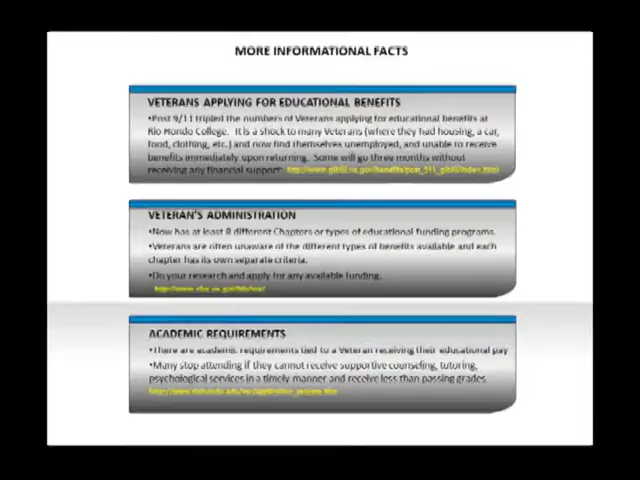 MORE INFORMATIONAL FACTS
VETERANS APPLYING FOR EDUCATIONAL BENEFITS
•Post 9/11 tripled the numbers of Veterans applying for educational benefits at
Rio Hondo College. It is a shock to many Veterans (where they had housing, a car,
food, clothing, etc.) and now find themselves unemployed, and unable to receive
benefits immediately upon returning. Some will go three months without
receiving any financial support
VETERAN'S ADMINISTRATION
•Now has at least 8 different Chapters or types of educational funding programs.
•Veterans are often unaware of the different types of benefits available and each
chapter has its own separate criteria.
•Do your research and apply for any available funding.
ACADEMIC REQUIREMENTS
•There are academic requirements tied to a Veteran receiving their educational pay
•Many stop attending if they cannot receive supportive counseling, tutoring,
psychological services in a timely manner and receive less than passing grades.